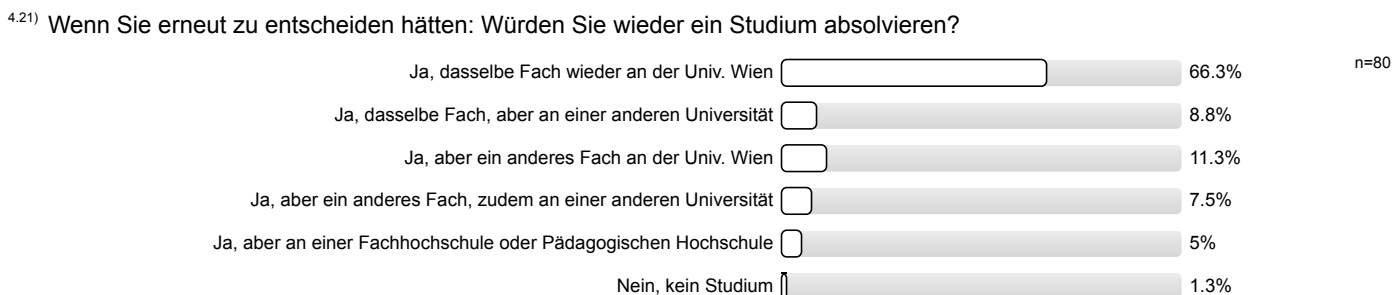 4.21) Wenn Sie erneut zu entscheiden hätten: Würden Sie wieder ein Studium absolvieren?
Ja, dasselbe Fach wieder an der Univ. Wien 66.3% n=80
Ja, dasselbe Fach, aber an einer anderen Universität 8.8%
Ja, aber ein anderes Fach an der Univ. Wien 11.3%
Ja, aber ein anderes Fach, zudem an einer anderen Universität 7.5%
Ja, aber an einer Fachhochschule oder Pädagogischen Hochschule 5%
Nein, kein Studium 1.3%